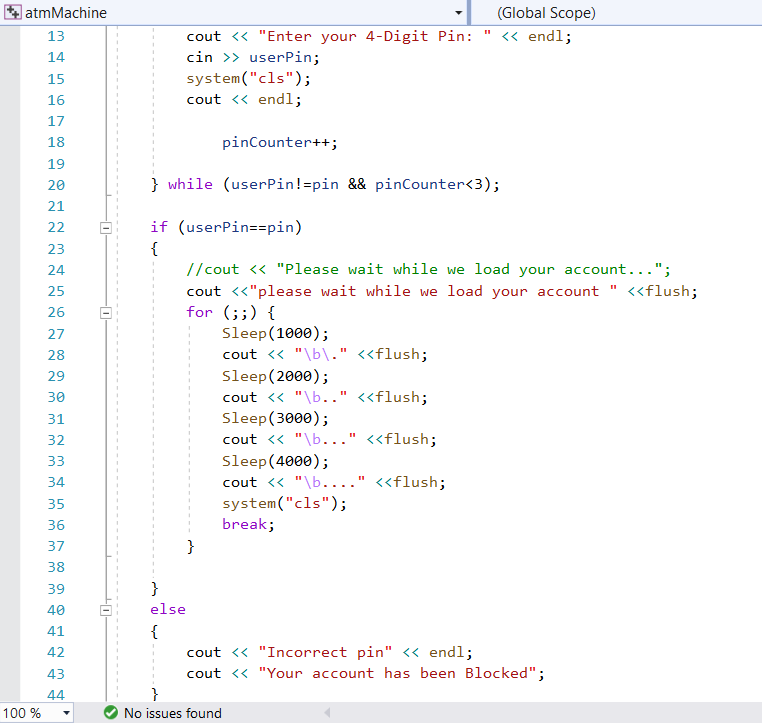 atmMachine (Global Scope)
13 cout << "Enter your 4-Digit Pin: " << endl;
14 cin >> userPin;
15 system("cls");
16 cout << endl;
17
18 pinCounter++;
19
20 } while (userPin!=pin && pinCounter<3);
21
22 if (userPin==pin)
23 {
24 //cout << "Please wait while we load your account...";
25 cout <<"please wait while we load your account " <<flush;
26 for (;;) {
27 Sleep(1000);
28 cout << "\b\." <<flush;
29 Sleep(2000);
30 cout << "\b.." <<flush;
31 Sleep(3000);
32 cout << "\b..." <<flush;
33 Sleep(4000);
34 cout << "\b...." <<flush;
35 system("cls");
36 break;
37 }
38
39 }
40 else
41 {
42 cout << "Incorrect pin" << endl;
43 cout << "Your account has been Blocked";
44 }
100 % No issues found